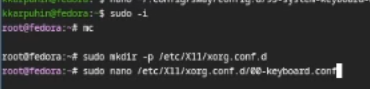 kkarpuhin@fedora:~$ sudo -i
root@fedora:~# mc
root@fedora:~# sudo mkdir -p /etc/X11/xorg.conf.d
root@fedora:~# sudo nano /etc/X11/xorg.conf.d/00-keyboard.conf